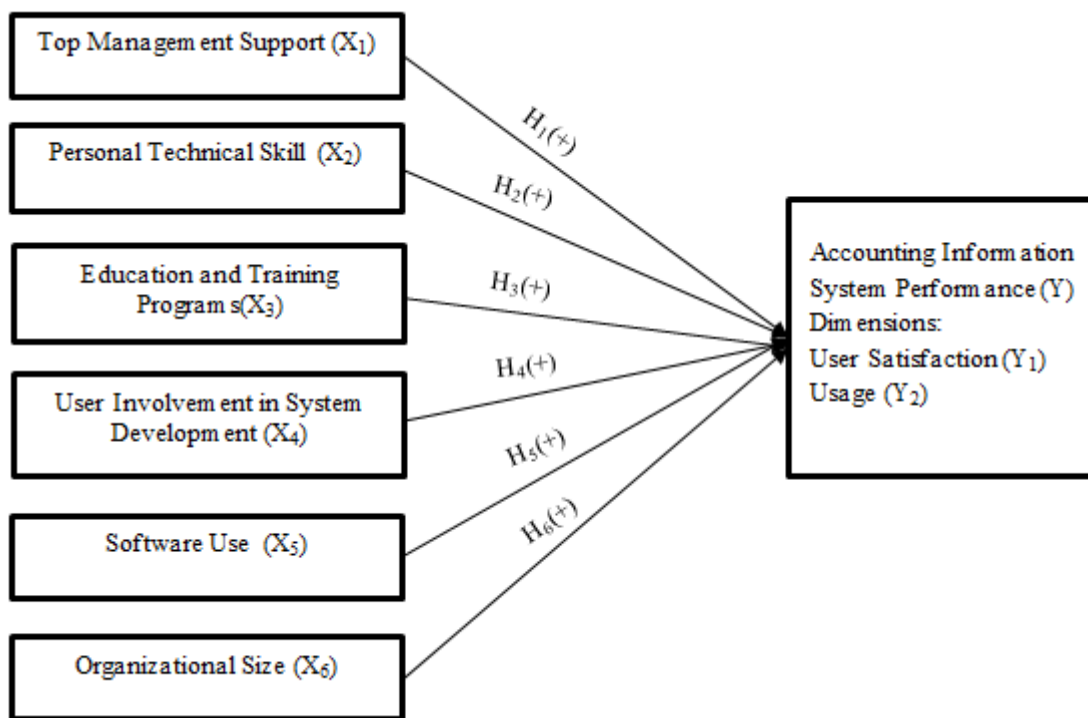 Top Management Support (X₁)
Personal Technical Skill (X₂)
Education and Training
Programs(X₃)
User Involvement in System
Development (X₄)
Software Use (X₅)
Organizational Size (X₆)
H₁(+)
H₂(+)
H₃(+)
H₄(+)
H₅(+)
H₆(+)
Accounting Information
System Performance (Y)
Dimensions:
User Satisfaction (Y₁)
Usage (Y₂)